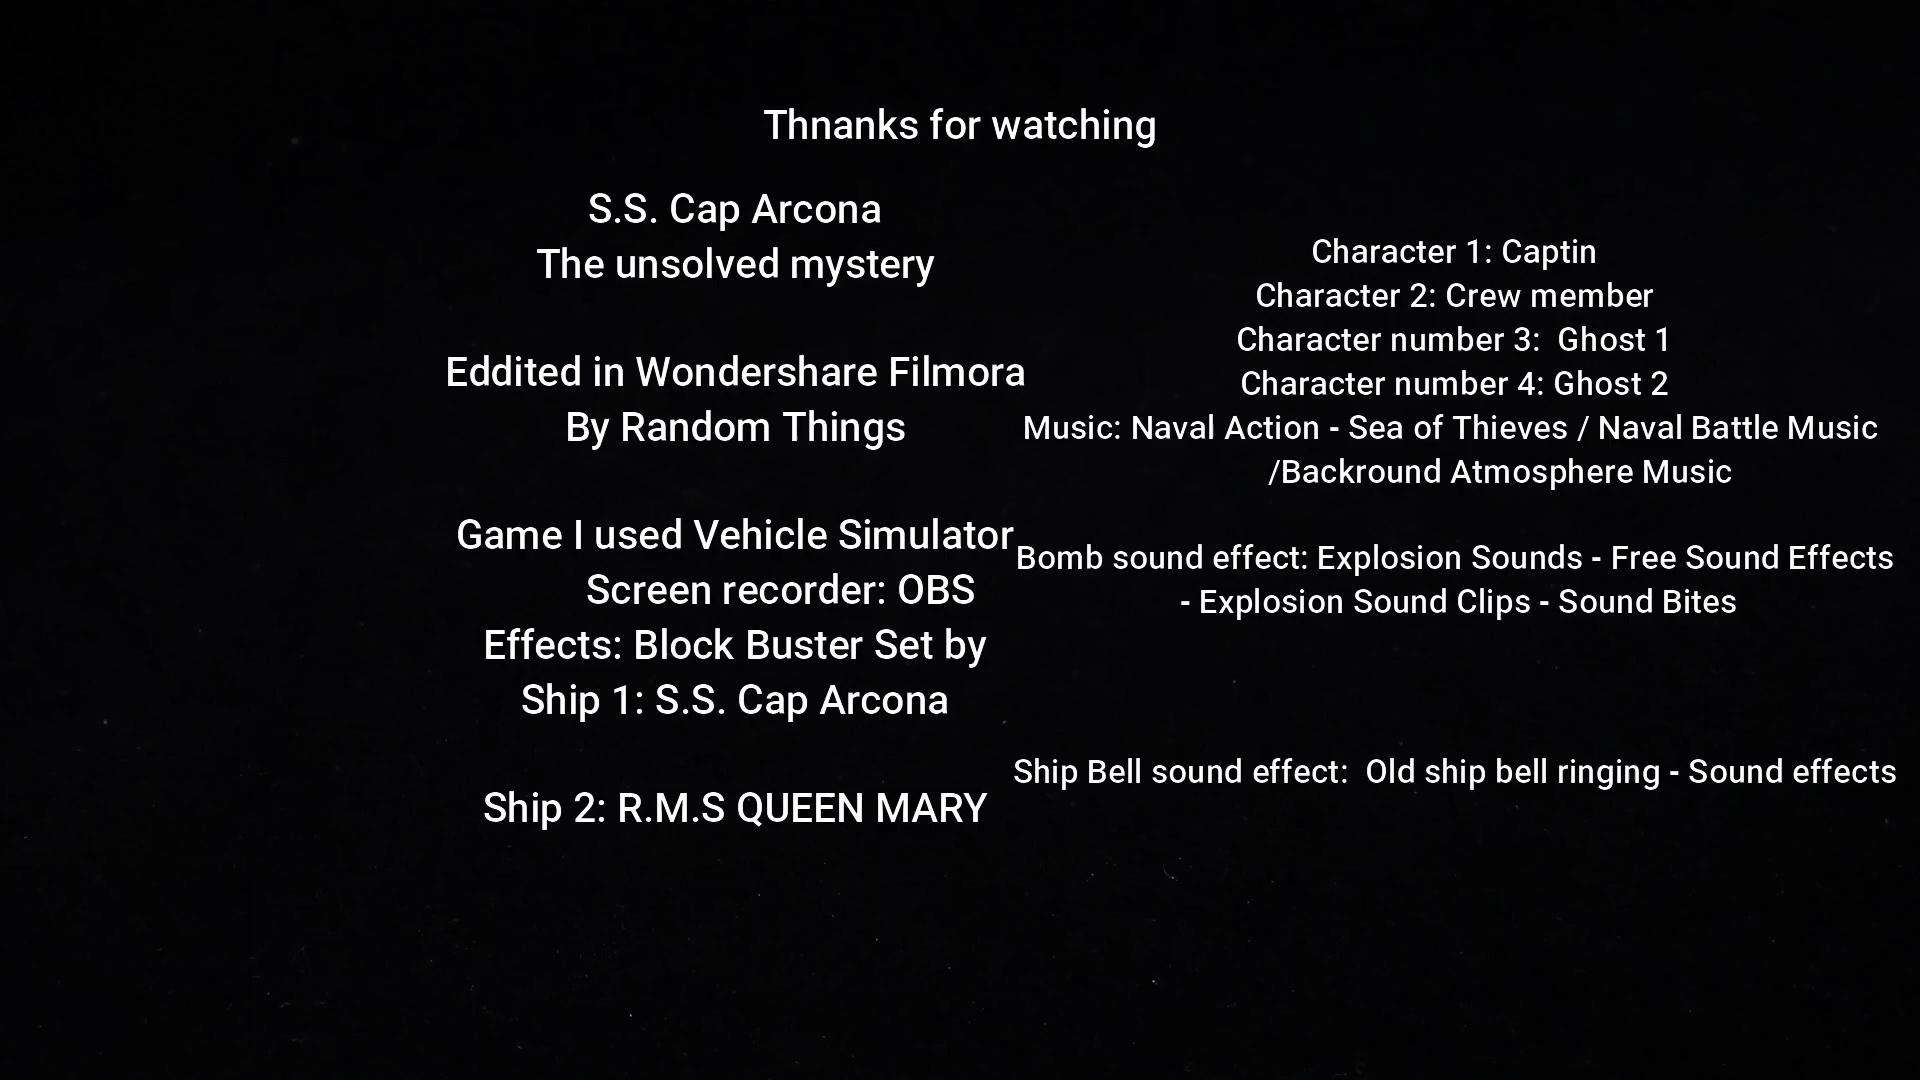 Thnanks for watching
S.S. Cap Arcona
The unsolved mystery
Eddited in Wondershare Filmora
By Random Things
Game I used Vehicle Simulator
Screen recorder: OBS
Effects: Block Buster Set by
Ship 1: S.S. Cap Arcona
Ship 2: R.M.S QUEEN MARY
Character 1: Captin
Character 2: Crew member
Character number 3:  Ghost 1
Character number 4: Ghost 2
Music: Naval Action - Sea of Thieves / Naval Battle Music
/Backround Atmosphere Music
Bomb sound effect: Explosion Sounds - Free Sound Effects
- Explosion Sound Clips - Sound Bites
Ship Bell sound effect:  Old ship bell ringing - Sound effects